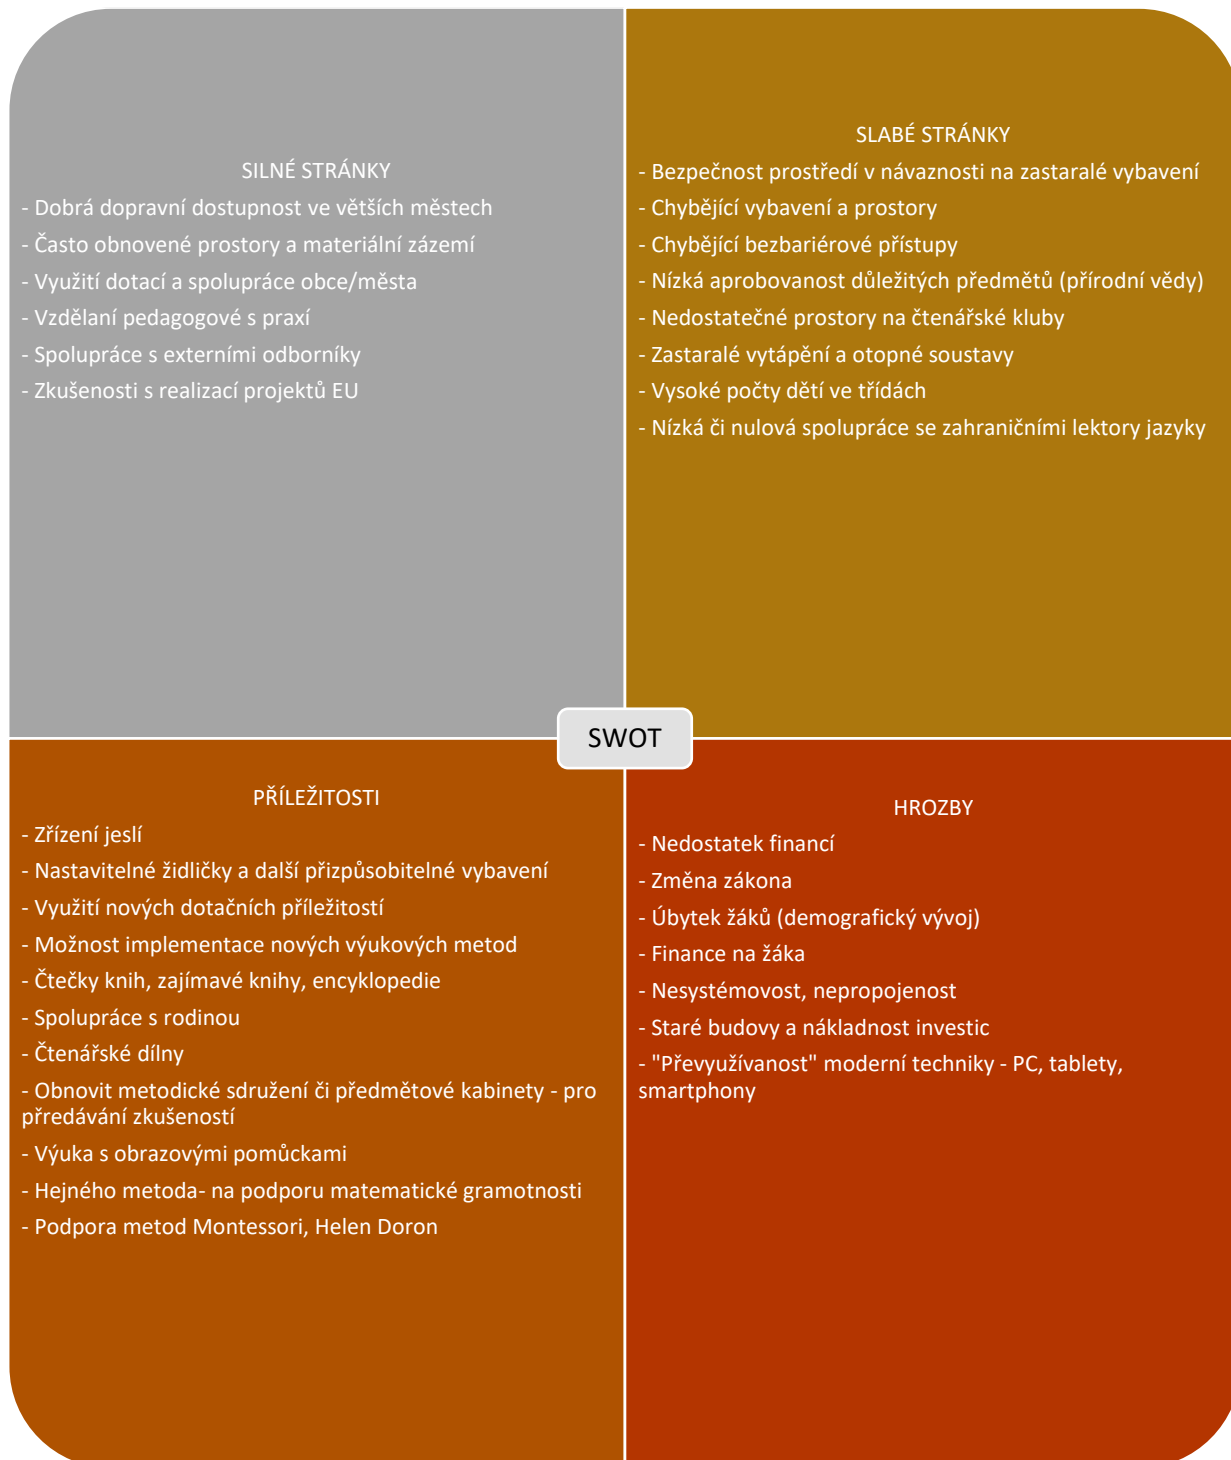 SILNÉ STRÁNKY
- Dobrá dopravní dostupnost ve větších městech
- Často obnovené prostory a materiální zázemí
- Využití dotací a spolupráce obce/města
- Vzdělaní pedagogové s praxí
- Spolupráce s externími odborníky
- Zkušenosti s realizací projektů EU
SLABÉ STRÁNKY
- Bezpečnost prostředí v návaznosti na zastaralé vybavení
- Chybějící vybavení a prostory
- Chybějící bezbariérové přístupy
- Nízká aprobovanost důležitých předmětů (přírodní vědy)
- Nedostatečné prostory na čtenářské kluby
- Zastaralé vytápění a otopné soustavy
- Vysoké počty dětí ve třídách
- Nízká či nulová spolupráce se zahraničními lektory jazyky
SWOT
PŘÍLEŽITOSTI
- Zřízení jeslí
- Nastavitelné židličky a další přizpůsobitelné vybavení
- Využití nových dotačních příležitostí
- Možnost implementace nových výukových metod
- Čtečky knih, zajímavé knihy, encyklopedie
- Spolupráce s rodinou
- Čtenářské dílny
- Obnovit metodické sdružení či předmětové kabinety - pro
předávání zkušeností
- Výuka s obrazovými pomůckami
- Hejného metoda- na podporu matematické gramotnosti
- Podpora metod Montessori, Helen Doron
HROZBY
- Nedostatek financí
- Změna zákona
- Úbytek žáků (demografický vývoj)
- Finance na žáka
- Nesystémovost, nepropojenost
- Staré budovy a nákladnost investic
- "Převyužívanost" moderní techniky - PC, tablety,
smartphony